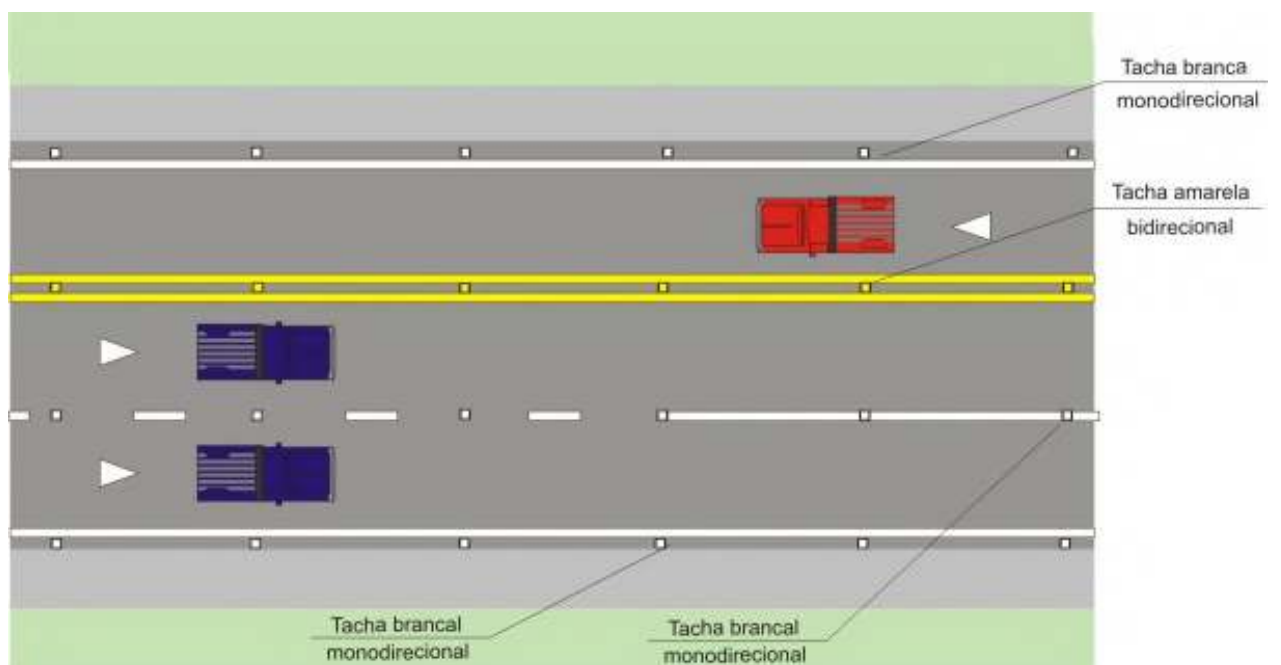 Tacha branca
monodirecional
Tacha amarela
bidirecional
Tacha brancal
monodirecional
Tacha brancal
monodirecional